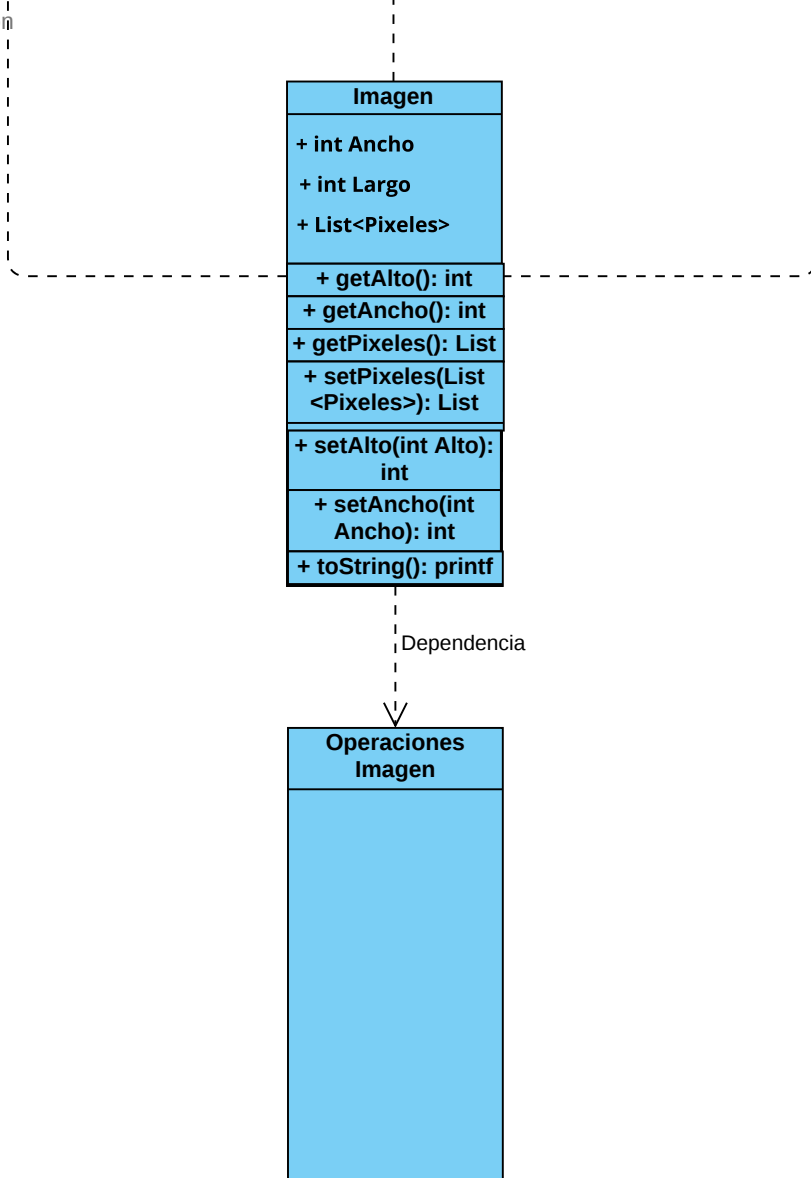 n
Imagen
+ int Ancho
+ int Largo
+ List<Pixeles>
+ getAlto(): int
+ getAncho(): int
+ getPixeles(): List
+ setPixeles(List
<Pixeles>): List
+ setAlto(int Alto):
int
+ setAncho(int
Ancho): int
+ toString(): printf
Dependencia
Operaciones
Imagen